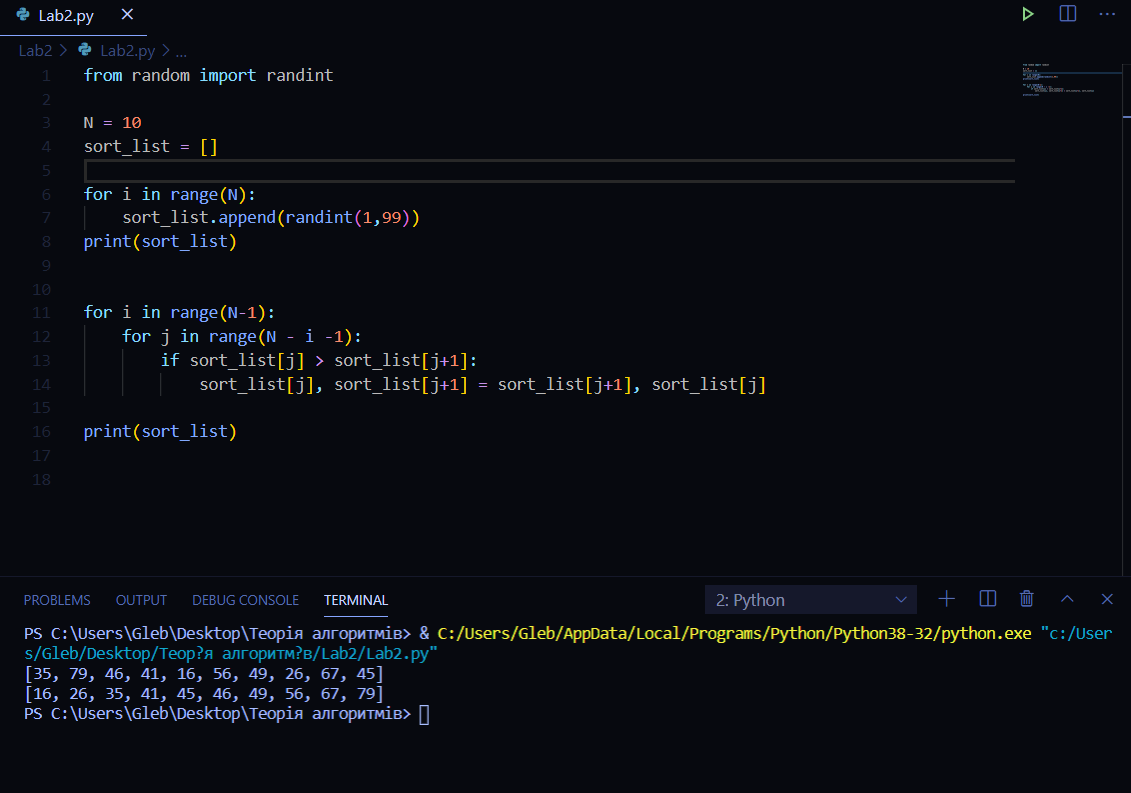 Lab2.py
Lab2 > Lab2.py > ...
1 from random import randint
2
3 N = 10
4 sort_list = []
5
6 for i in range(N):
7     sort_list.append(randint(1,99))
8 print(sort_list)
9
10
11 for i in range(N-1):
12     for j in range(N - i -1):
13         if sort_list[j] > sort_list[j+1]:
14             sort_list[j], sort_list[j+1] = sort_list[j+1], sort_list[j]
15
16 print(sort_list)
17
18
PROBLEMS OUTPUT DEBUG CONSOLE TERMINAL 2: Python
PS C:\Users\Gleb\Desktop\Теорія алгоритмів> & C:/Users/Gleb/AppData/Local/Programs/Python/Python38-32/python.exe "c:/User
s/Gleb/Desktop/Теор?я алгоритм?в/Lab2/Lab2.py"
[35, 79, 46, 41, 16, 56, 49, 26, 67, 45]
[16, 26, 35, 41, 45, 46, 49, 56, 67, 79]
PS C:\Users\Gleb\Desktop\Теорія алгоритмів>